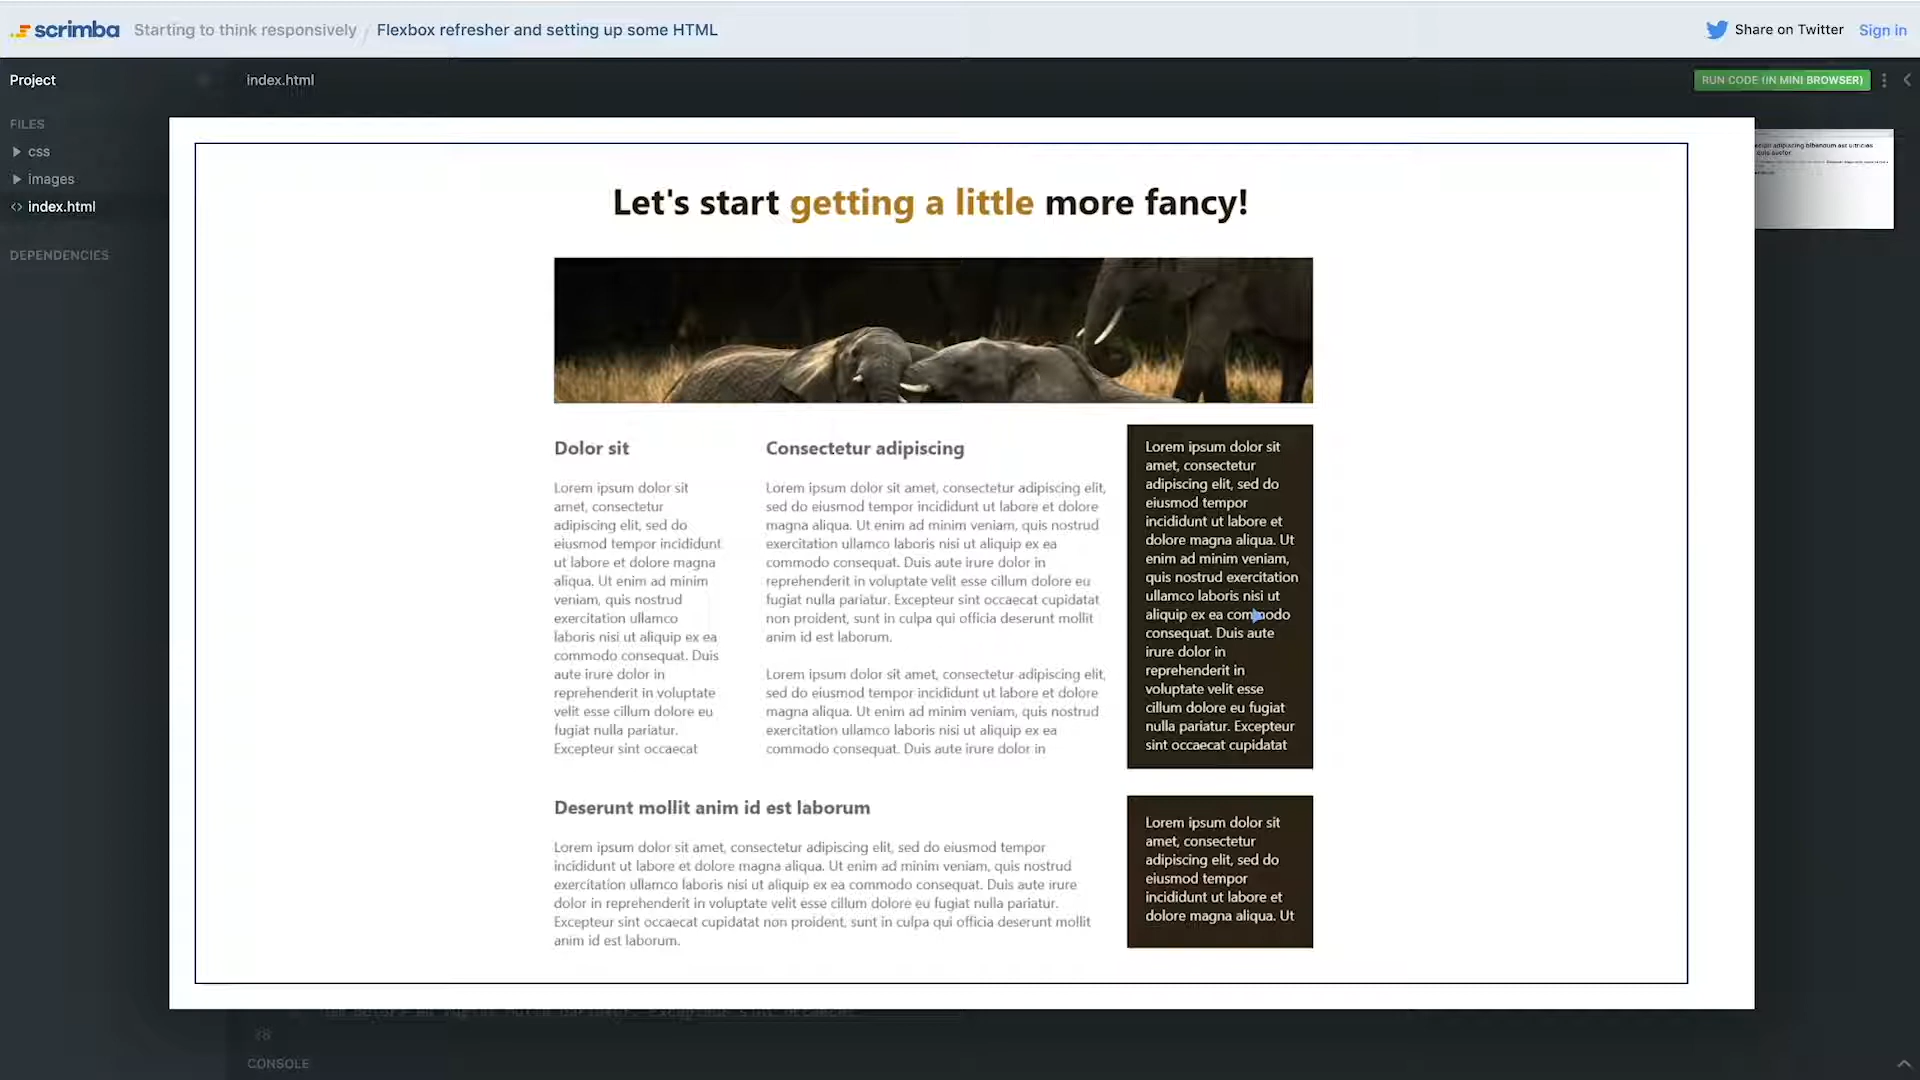 scrimba Starting to think responsively / Flexbox refresher and setting up some HTML
Share on Twitter Sign in
Project
index.html
RUN CODE (IN MINI BROWSER)
FILES
css
images
index.html
DEPENDENCIES
Let's start getting a little more fancy!
Dolor sit
Lorem ipsum dolor sit
amet, consectetur
adipiscing elit, sed do
eiusmod tempor incididunt
ut labore et dolore magna
aliqua. Ut enim ad minim
veniam, quis nostrud
exercitation ullamco
laboris nisi ut aliquip ex ea
commodo consequat. Duis
aute irure dolor in
reprehenderit in voluptate
velit esse cillum dolore eu
fugiat nulla pariatur.
Excepteur sint occaecat
Consectetur adipiscing
Lorem ipsum dolor sit amet, consectetur adipiscing elit,
sed do eiusmod tempor incididunt ut labore et dolore
magna aliqua. Ut enim ad minim veniam, quis nostrud
exercitation ullamco laboris nisi ut aliquip ex ea
commodo consequat. Duis aute irure dolor in
reprehenderit in voluptate velit esse cillum dolore eu
fugiat nulla pariatur. Excepteur sint occaecat cupidatat
non proident, sunt in culpa qui officia deserunt mollit
anim id est laborum.
Lorem ipsum dolor sit amet, consectetur adipiscing elit,
sed do eiusmod tempor incididunt ut labore et dolore
magna aliqua. Ut enim ad minim veniam, quis nostrud
exercitation ullamco laboris nisi ut aliquip ex ea
commodo consequat. Duis aute irure dolor in
Lorem ipsum dolor sit
amet, consectetur
adipiscing elit, sed do
eiusmod tempor
incididunt ut labore et
dolore magna aliqua. Ut
enim ad minim veniam,
quis nostrud exercitation
ullamco laboris nisi ut
aliquip ex ea commodo
consequat. Duis aute
irure dolor in
reprehenderit in
voluptate velit esse
cillum dolore eu fugiat
nulla pariatur. Excepteur
sint occaecat cupidatat
Deserunt mollit anim id est laborum
Lorem ipsum dolor sit amet, consectetur adipiscing elit, sed do eiusmod tempor
incididunt ut labore et dolore magna aliqua. Ut enim ad minim veniam, quis nostrud
exercitation ullamco laboris nisi ut aliquip ex ea commodo consequat. Duis aute irure
dolor in reprehenderit in voluptate velit esse cillum dolore eu fugiat nulla pariatur.
Excepteur sint occaecat cupidatat non proident, sunt in culpa qui officia deserunt mollit
anim id est laborum.
Lorem ipsum dolor sit
amet, consectetur
adipiscing elit, sed do
eiusmod tempor
incididunt ut labore et
dolore magna aliqua. Ut
CONSOLE